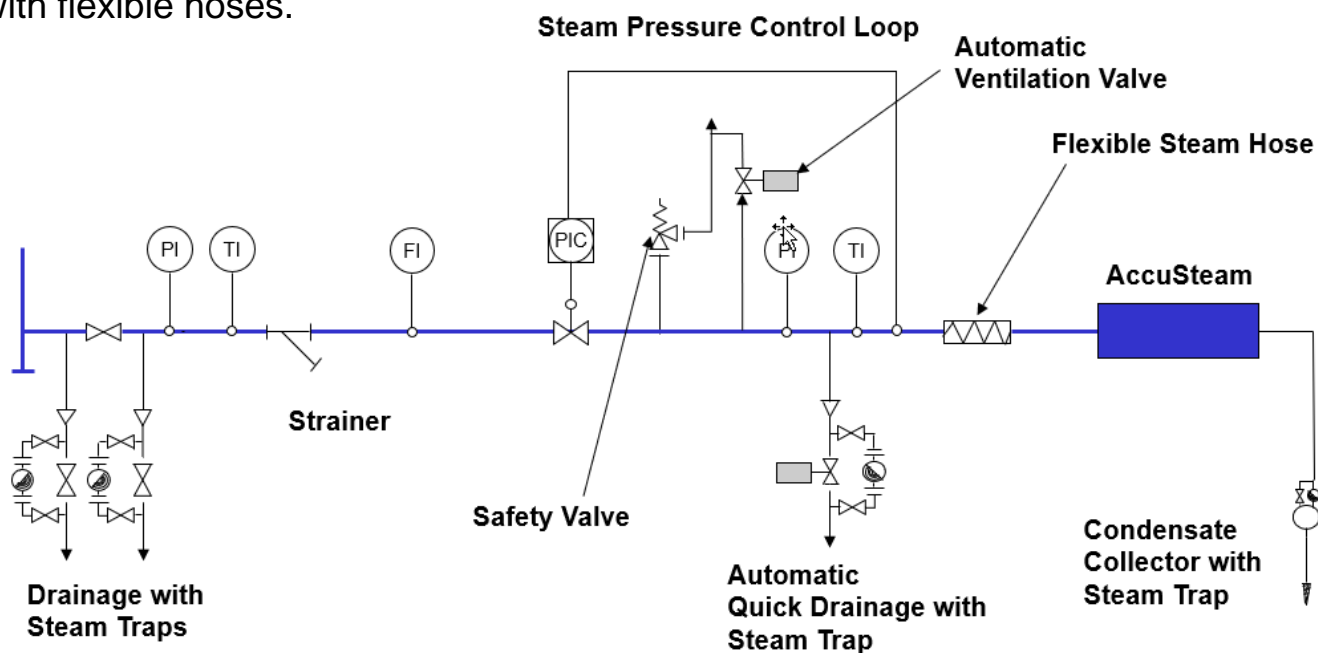 with flexible hoses.
Steam Pressure Control Loop
Automatic
Ventilation Valve
Flexible Steam Hose
PI
TI
FI
PIC
PI
TI
AccuSteam
Strainer
Safety Valve
Drainage with
Steam Traps
Automatic
Quick Drainage with
Steam Trap
Condensate
Collector with
Steam Trap